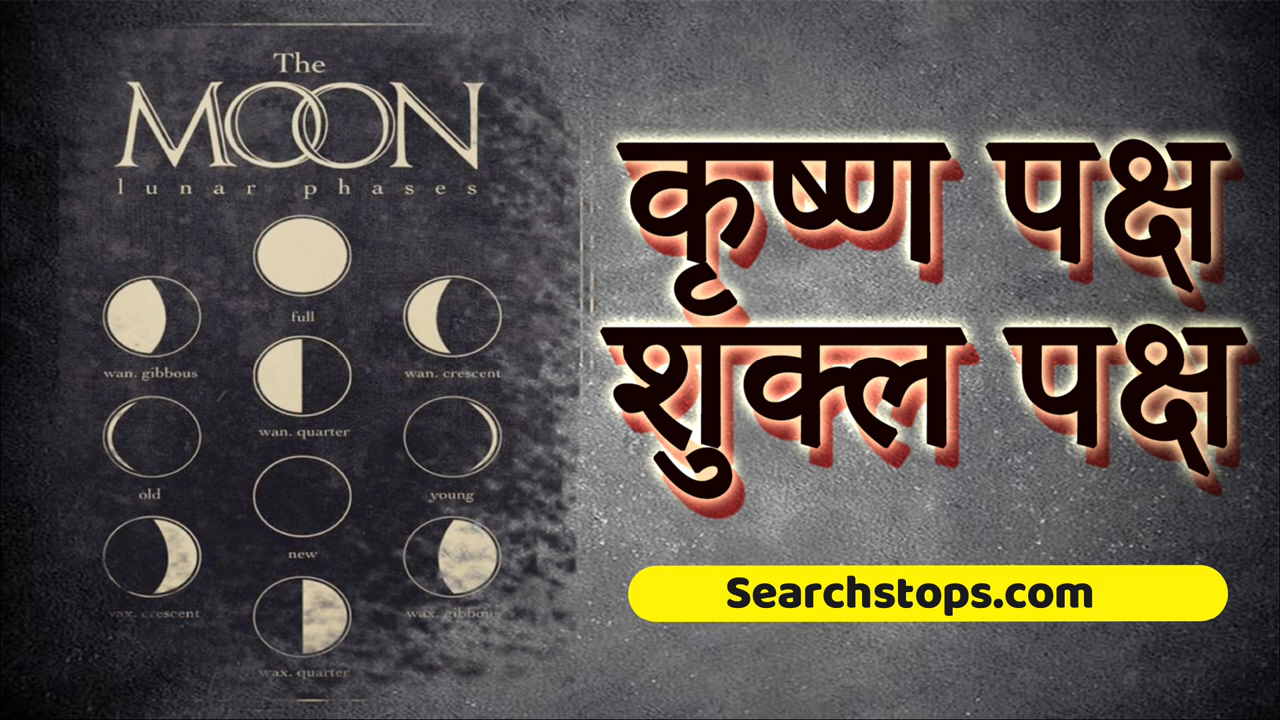 The
MOON
lunar phases
full
wan. gibbous
wan. crescent
wan. quarter
old
young
new
wax. crescent
wax. gibbous
wax. quarter
कृष्ण पक्ष
शुक्ल पक्ष
Searchstops.com